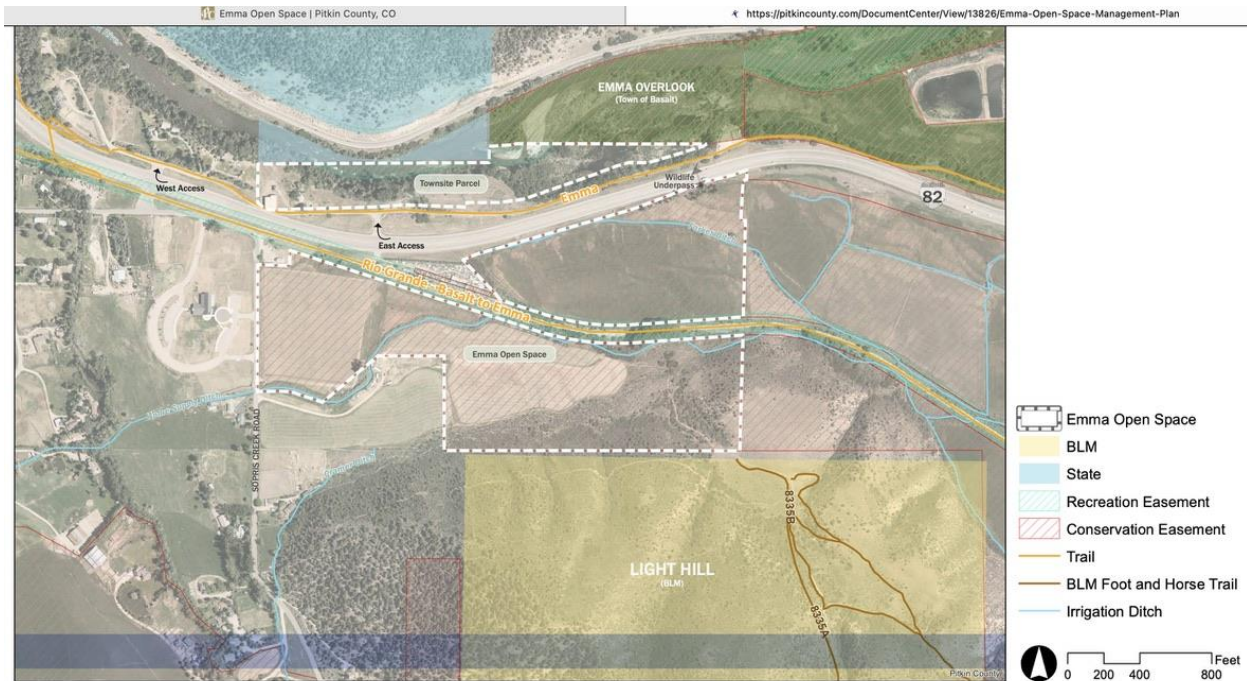 Emma Open Space | Pitkin County, CO
https://pitkincounty.com/DocumentCenter/View/13826/Emma-Open-Space-Management-Plan
EMMA OVERLOOK
(Town of Basalt)
West Access
Townsite Parcel
Emma
Wildlife
Underpass
82
East Access
Rio Grande - Basalt to Emma
Emma Open Space
SOPRIS CREEK ROAD
8335B
LIGHT HILL
(BLM)
8335A
Pitkin County
Emma Open Space
BLM
State
Recreation Easement
Conservation Easement
Trail
BLM Foot and Horse Trail
Irrigation Ditch
Feet
0 200 400 800